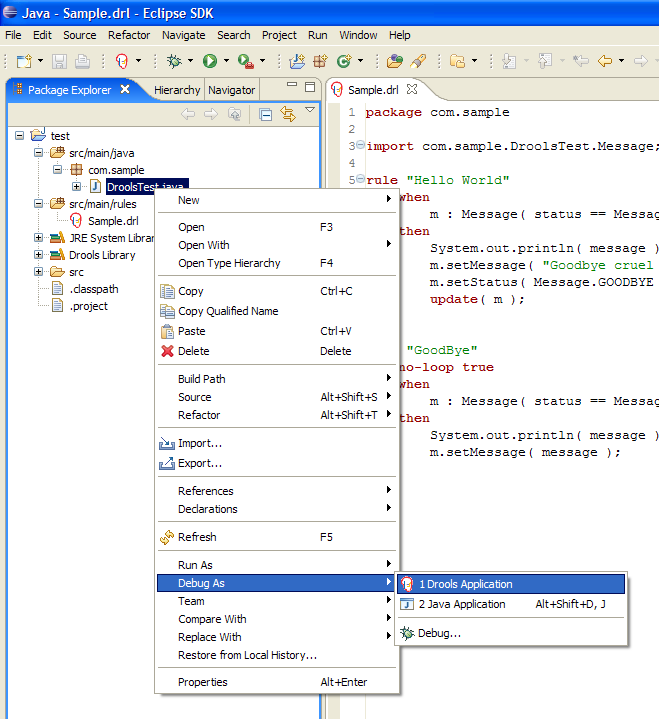 Java - Sample.drl - Eclipse SDK
File Edit Source Refactor Navigate Search Project Run Window Help
Package Explorer Hierarchy Navigator
test
src/main/java
com.sample
DroolsTest.java
src/main/rules
Sample.drl
JRE System Librar
Drools Library
src
.classpath
.project
New
Open F3
Open With
Open Type Hierarchy F4
Copy Ctrl+C
Copy Qualified Name
Paste Ctrl+V
Delete Delete
Build Path
Source Alt+Shift+S
Refactor Alt+Shift+T
Import...
Export...
References
Declarations
Refresh F5
Run As
Debug As
Team
Compare With
Replace With
Restore from Local History...
Properties Alt+Enter
1 Drools Application
2 Java Application Alt+Shift+D, J
Debug...
Sample.drl
1 package com.sample
2
3 import com.sample.DroolsTest.Message;
4
5 rule "Hello World"
when
m : Message( status == Messa
then
System.out.println( message )
m.setMessage( "Goodbye cruel
m.setStatus( Message.GOODBYE
update( m );
"GoodBye"
no-loop true
when
m : Message( status == Messa
then
System.out.println( message )
m.setMessage( message );